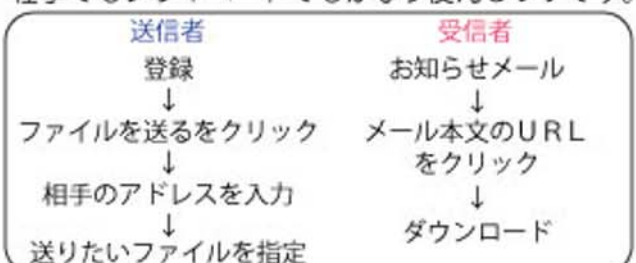 送信者
登録
↓
ファイルを送るをクリック
↓
相手のアドレスを入力
↓
送りたいファイルを指定
受信者
お知らせメール
↓
メール本文のＵＲＬ
をクリック
↓
ダウンロード